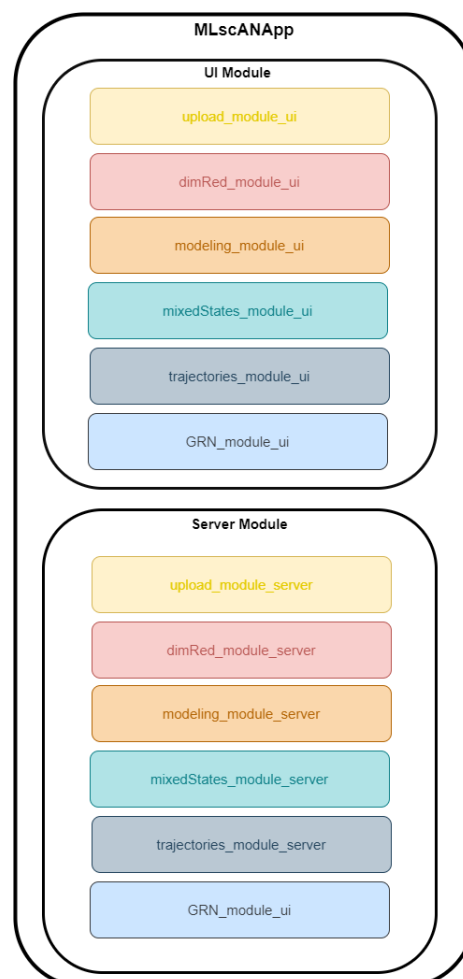 MLscANApp
UI Module
upload_module_ui
dimRed_module_ui
modeling_module_ui
mixedStates_module_ui
trajectories_module_ui
GRN_module_ui
Server Module
upload_module_server
dimRed_module_server
modeling_module_server
mixedStates_module_server
trajectories_module_server
GRN_module_ui